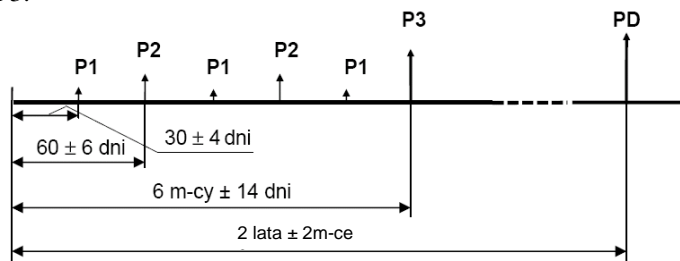 P3
PD
P1 P2 P1 P2 P1
30 ± 4 dni
60 ± 6 dni
6 m-cy ± 14 dni
2 lata ± 2m-ce